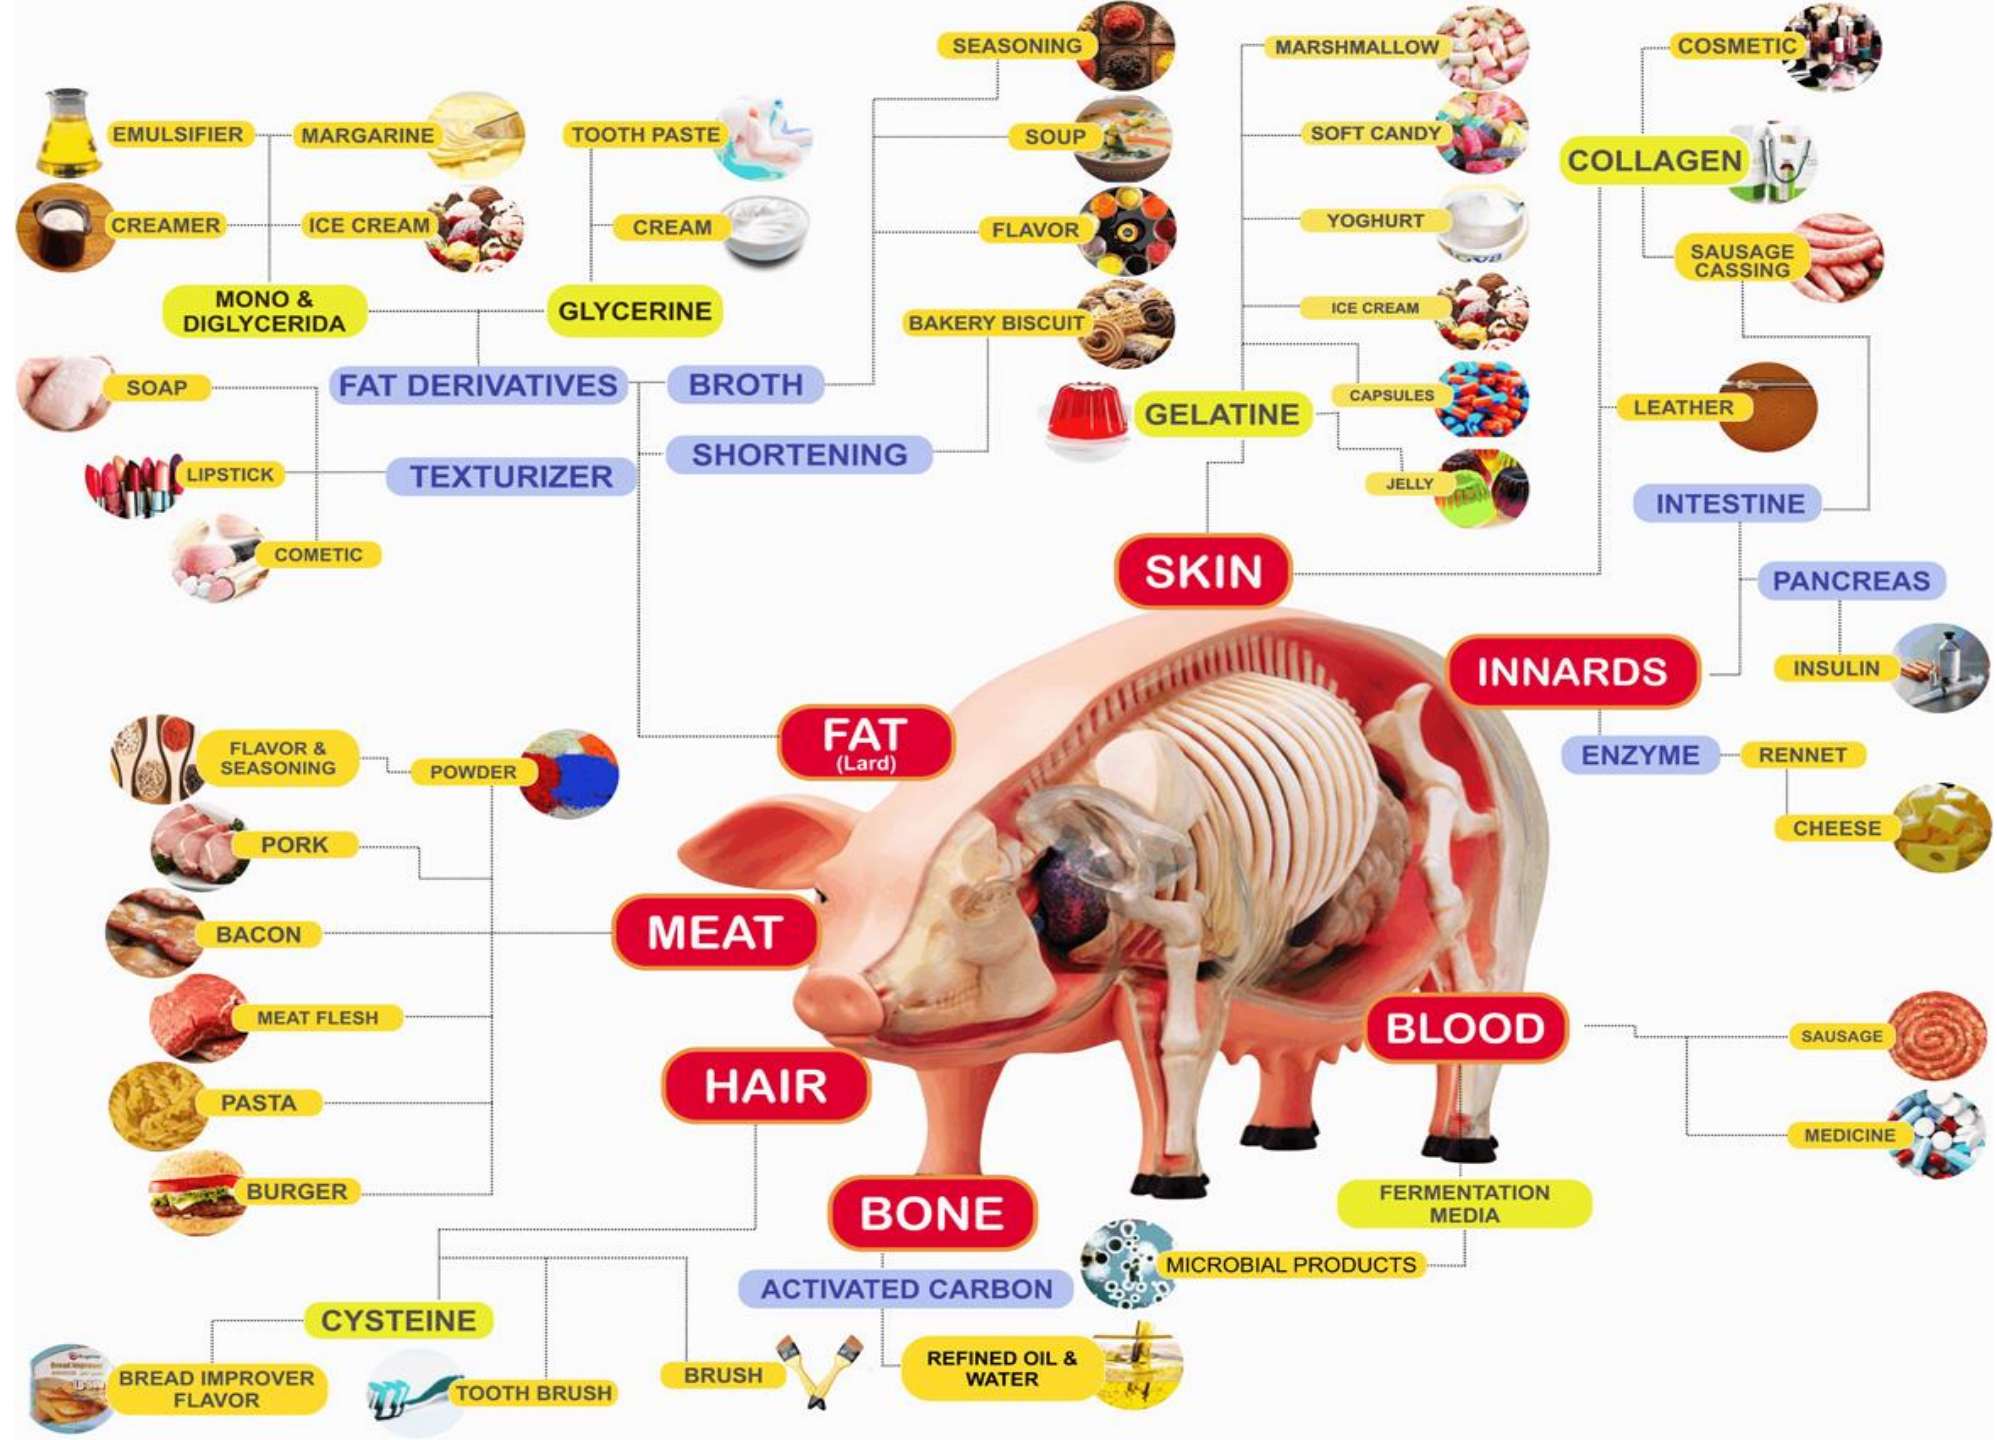 SEASONING
MARSHMALLOW
COSMETIC
EMULSIFIER
MARGARINE
TOOTH PASTE
SOUP
SOFT CANDY
COLLAGEN
CREAMER
ICE CREAM
CREAM
FLAVOR
YOGHURT
SAUSAGE
CASSING
MONO &
DIGLYCERIDA
GLYCERINE
BAKERY BISCUIT
ICE CREAM
SOAP
FAT DERIVATIVES
BROTH
GELATINE
CAPSULES
LEATHER
LIPSTICK
TEXTURIZER
SHORTENING
JELLY
INTESTINE
COMETIC
SKIN
PANCREAS
INNARDS
INSULIN
FAT
(Lard)
FLAVOR &
SEASONING
POWDER
ENZYME
RENNET
PORK
CHEESE
BACON
MEAT
MEAT FLESH
BLOOD
SAUSAGE
HAIR
PASTA
MEDICINE
BURGER
BONE
FERMENTATION
MEDIA
MICROBIAL PRODUCTS
ACTIVATED CARBON
CYSTEINE
REFINED OIL &
WATER
BREAD IMPROVER
FLAVOR
TOOTH BRUSH
BRUSH